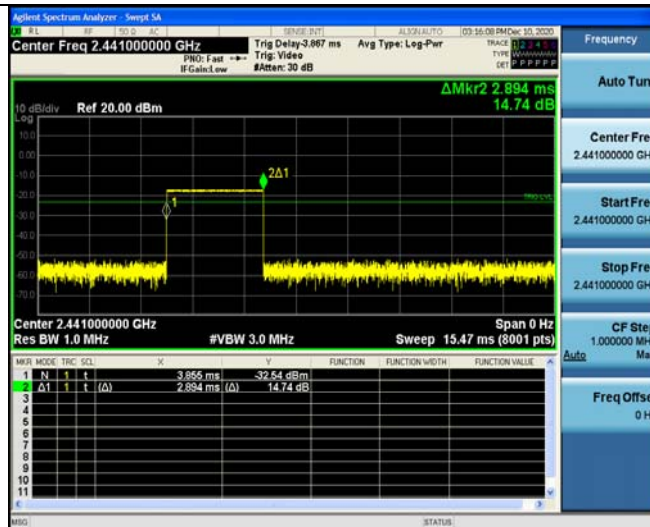 Agilent Spectrum Analyzer - Swept SA
RL RF 50 Ω AC SENSE:INT ALIGN AUTO 03:16:08 PM Dec 10, 2020
Center Freq 2.441000000 GHz
PNO: Fast
IFGain:Low
Trig Delay-3.867 ms
Trig: Video
#Atten: 30 dB
Avg Type: Log-Pwr
TRACE 1 2 3 4 5 6
TYPE
DET P P P P P P
ΔMkr2 2.894 ms
14.74 dB
10 dB/div
Log
Ref 20.00 dBm
10.0
0.00
-10.0
-20.0
-30.0
-40.0
-50.0
-60.0
-70.0
2Δ1
1
TRIG LVL
Center 2.441000000 GHz
Span 0 Hz
Res BW 1.0 MHz
#VBW 3.0 MHz
Sweep 15.47 ms (8001 pts)
MKR MODE TRC SCL X Y FUNCTION FUNCTION WIDTH FUNCTION VALUE
1 N 1 t 3.855 ms -32.54 dBm
2 Δ1 1 t (Δ) 2.894 ms (Δ) 14.74 dB
3
4
5
6
7
8
9
10
11
MSG
STATUS
Frequency
Auto Tun
Center Fre
2.441000000 GH
Start Fre
2.441000000 GH
Stop Fre
2.441000000 GH
CF Ste
1.000000 MH
Auto Ma
Freq Offse
0 H